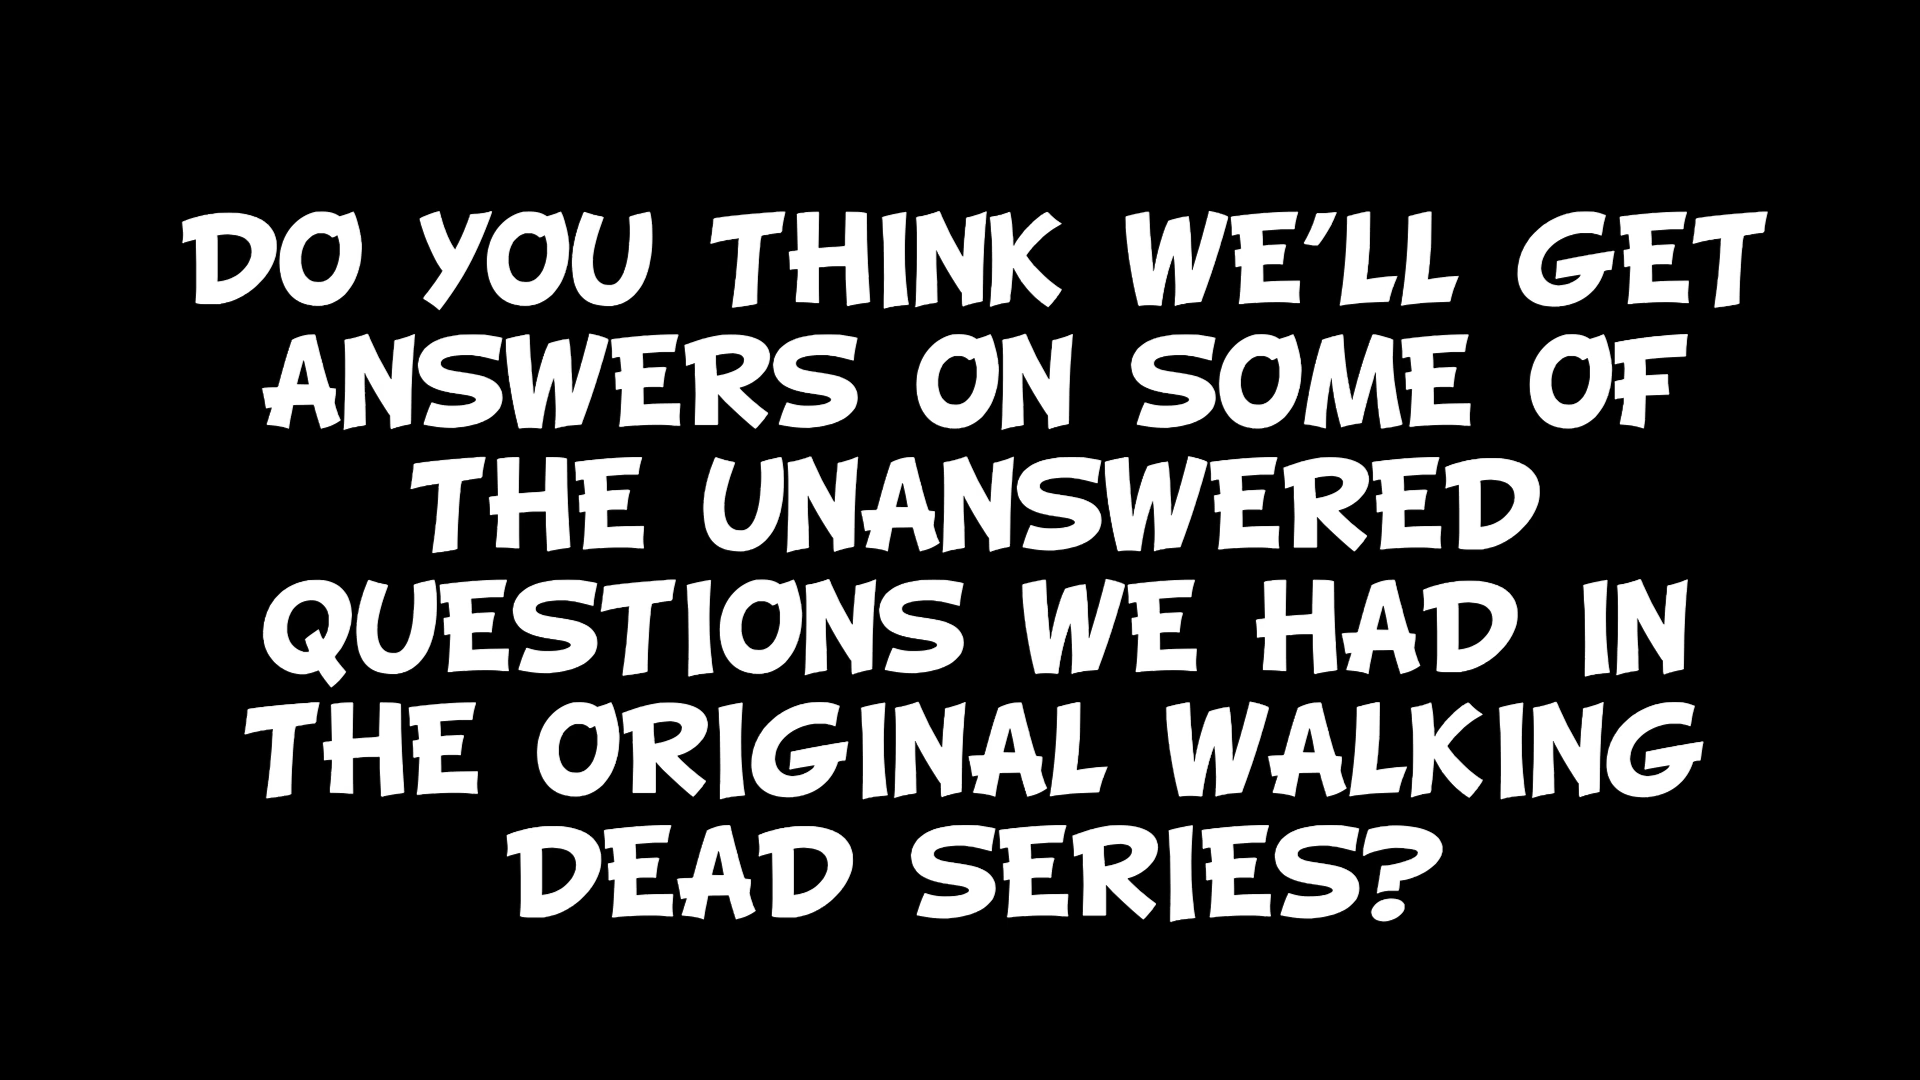 DO YOU THINK WE'LL GET
ANSWERS ON SOME OF
THE UNANSWERED
QUESTIONS WE HAD IN
THE ORIGINAL WALKING
DEAD SERIES?